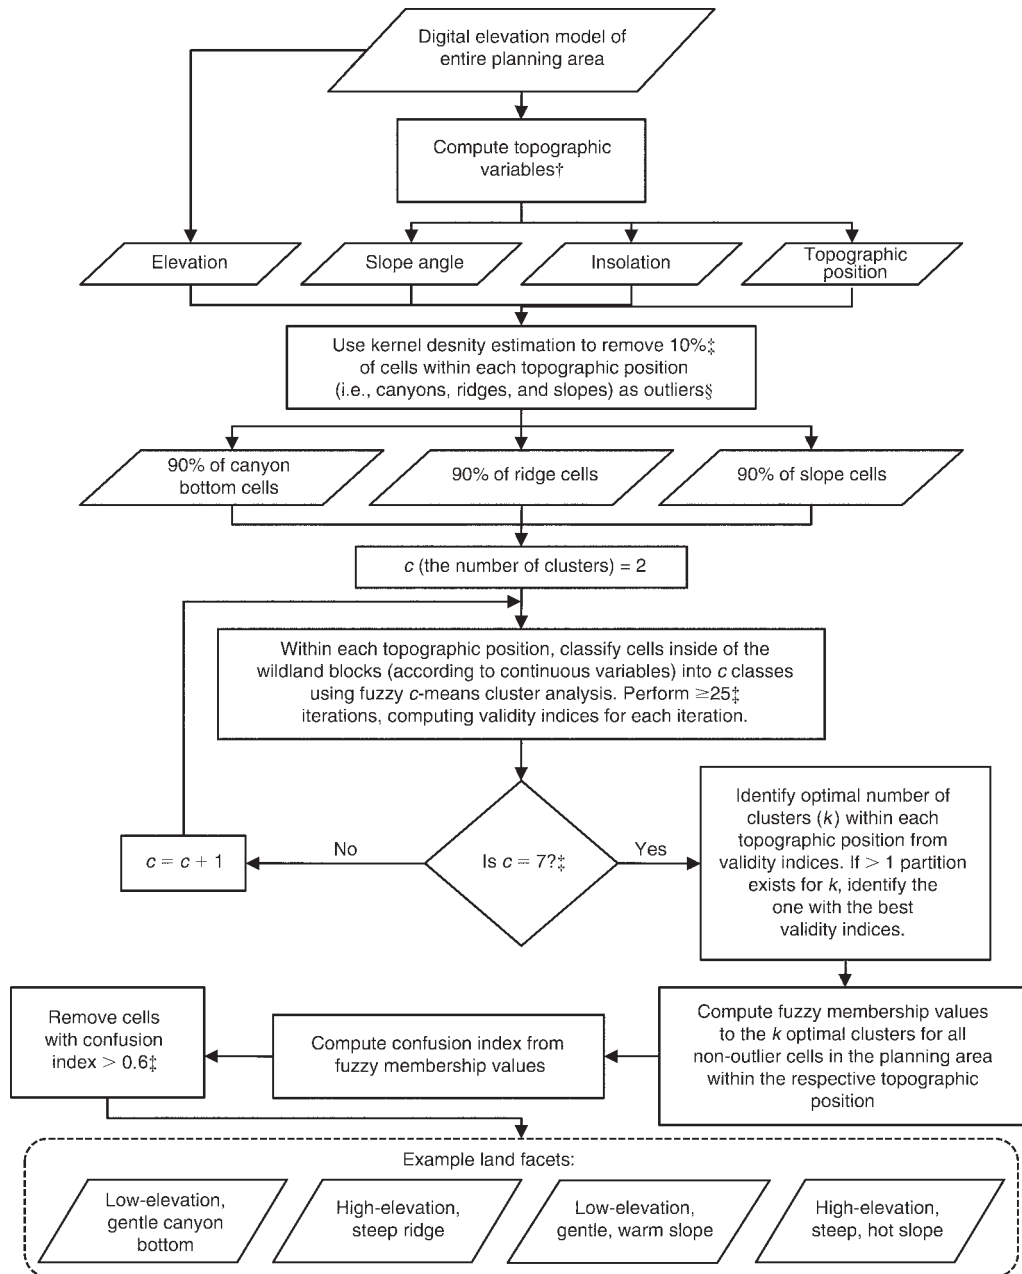 Digital elevation model of
entire planning area
Compute topographic
variables†
Elevation
Slope angle
Insolation
Topographic
position
Use kernel desnity estimation to remove 10%‡
of cells within each topographic position
(i.e., canyons, ridges, and slopes) as outliers§
90% of canyon
bottom cells
90% of ridge cells
90% of slope cells
c (the number of clusters) = 2
Within each topographic position, classify cells inside of the
wildland blocks (according to continuous variables) into c classes
using fuzzy c-means cluster analysis. Perform ≥25‡
iterations, computing validity indices for each iteration.
Is c = 7?‡
No
c = c + 1
Yes
Identify optimal number of
clusters (k) within each
topographic position from
validity indices. If > 1 partition
exists for k, identify the
one with the best
validity indices.
Compute fuzzy membership values
to the k optimal clusters for all
non-outlier cells in the planning area
within the respective topographic
position
Compute confusion index from
fuzzy membership values
Remove cells
with confusion
index > 0.6‡
Example land facets:
Low-elevation,
gentle canyon
bottom
High-elevation,
steep ridge
Low-elevation,
gentle, warm slope
High-elevation,
steep, hot slope